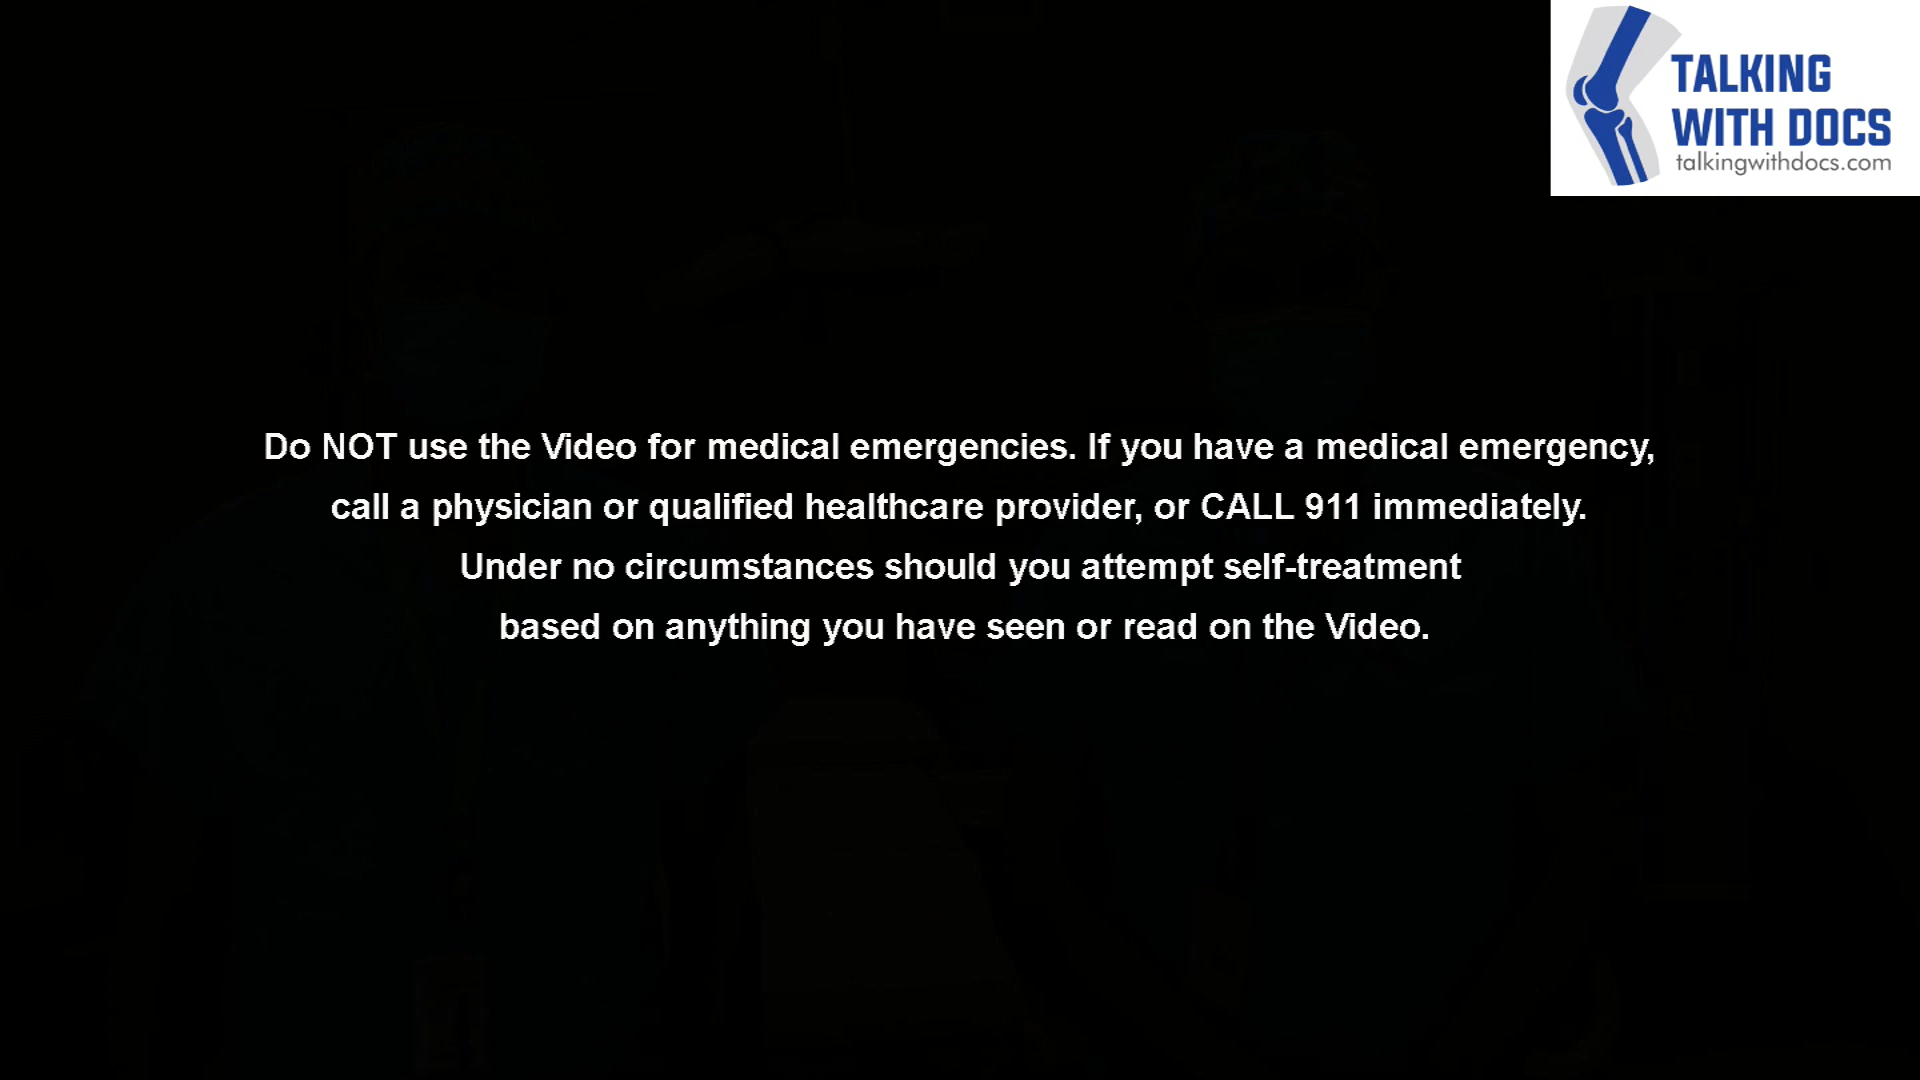 TALKING
WITH DOCS
talkingwithdocs.com
Do NOT use the Video for medical emergencies. If you have a medical emergency,
call a physician or qualified healthcare provider, or CALL 911 immediately.
Under no circumstances should you attempt self-treatment
based on anything you have seen or read on the Video.